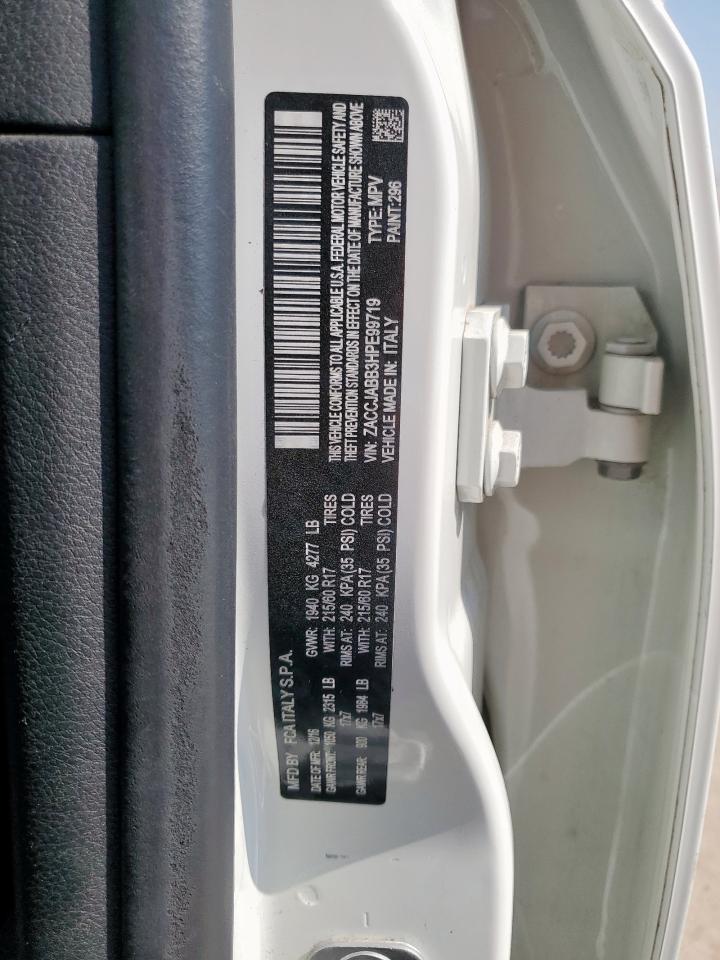 MFD BY FCA ITALY S.P.A.
DATE OF MFR: 12/16 GVWR: 1940 KG 4277 LB
GAWR FRONT: 1050 KG 2315 LB WITH: 215/60 R17 TIRES
17x7 RIMS AT: 240 KPA(35 PSI) COLD
GAWR REAR: 900 KG 1984 LB WITH: 215/60 R17 TIRES
17x7 RIMS AT: 240 KPA(35 PSI) COLD
THIS VEHICLE CONFORMS TO ALL APPLICABLE U.S.A. FEDERAL MOTOR VEHICLE SAFETY AND
THEFT PREVENTION STANDARDS IN EFFECT ON THE DATE OF MANUFACTURE SHOWN ABOVE
VIN: ZACCJABB3HPE99719 TYPE: MPV
VEHICLE MADE IN: ITALY PAINT: 296